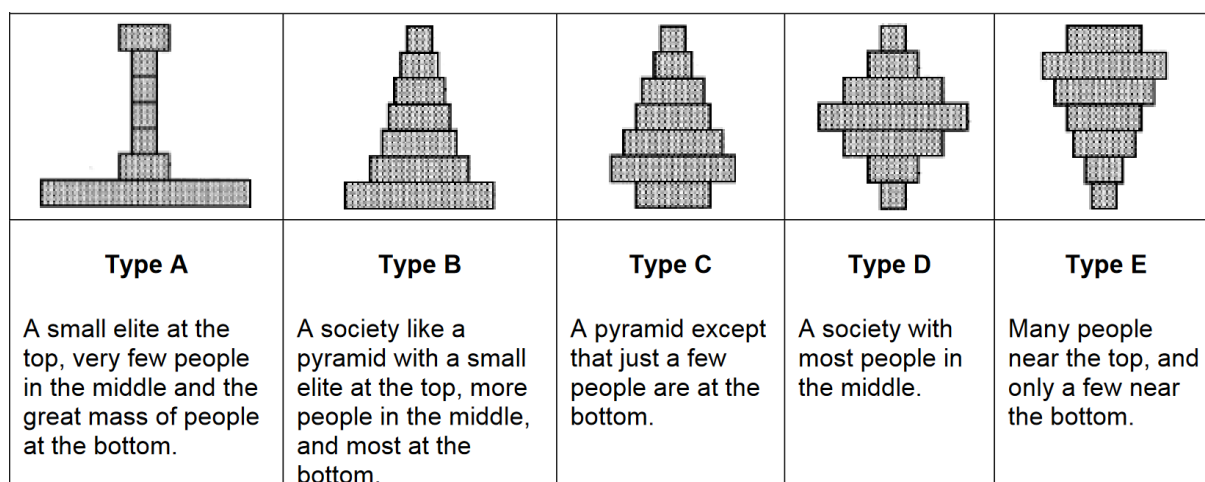 Type A
A small elite at the
top, very few people
in the middle and the
great mass of people
at the bottom.
Type B
A society like a
pyramid with a small
elite at the top, more
people in the middle,
and most at the
bottom.
Type C
A pyramid except
that just a few
people are at the
bottom.
Type D
A society with
most people in
the middle.
Type E
Many people
near the top, and
only a few near
the bottom.